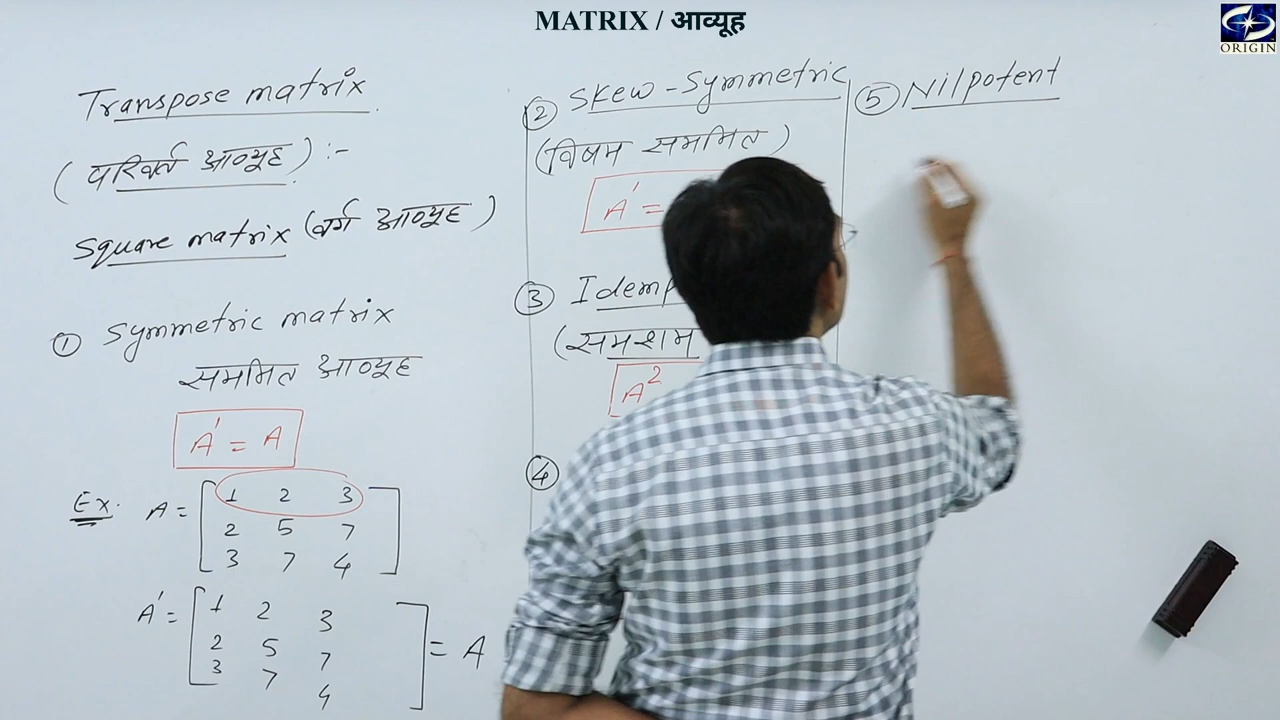 MATRIX / आव्यूह
ORIGIN
Transpose matrix
(परिवर्त आव्यूह) :-
Square matrix (वर्ग आव्यूह)
① Symmetric matrix
सममित आव्यूह
A' = A
Ex. A = [1 2 3
2 5 7
3 7 4]
A' = [1 2 3
2 5 7
3 7 4] = A
② Skew-Symmetric
(विषम सममित)
A' =
③ Idemp
(समशम
A²
④
⑤ Nilpotent